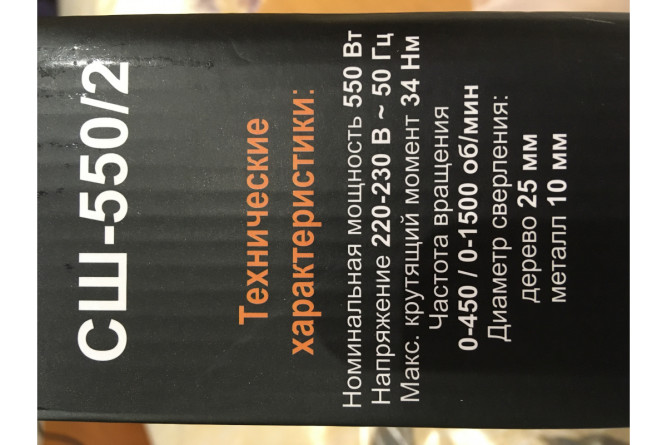 СШ-550/2
Технические
характеристики:
Номинальная мощность 550 Вт
Напряжение 220-230 В ~ 50 Гц
Макс. крутящий момент 34 Нм
Частота вращения
0-450 / 0-1500 об/мин
Диаметр сверления:
дерево 25 мм
металл 10 мм